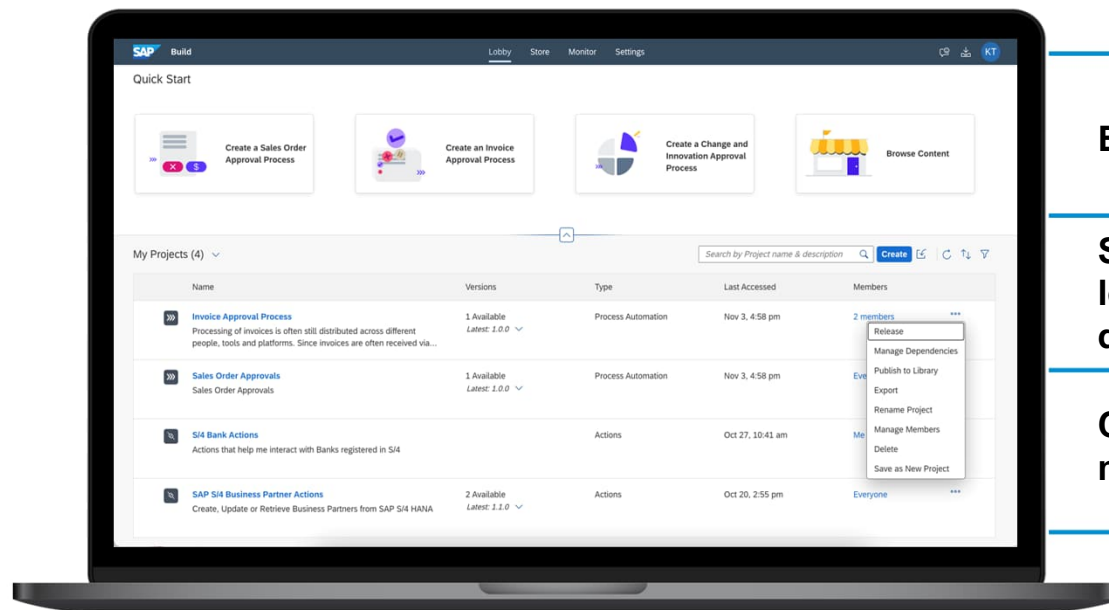 SAP Build
Lobby Store Monitor Settings
KT
Quick Start
Create a Sales Order
Approval Process
Create an Invoice
Approval Process
Create a Change and
Innovation Approval
Process
Browse Content
My Projects (4)
Search by Project name & description
Create
Name Versions Type Last Accessed Members
Invoice Approval Process
Processing of invoices is often still distributed across different
people, tools and platforms. Since invoices are often received via...
1 Available
Latest: 1.0.0
Process Automation
Nov 3, 4:58 pm
2 members
Sales Order Approvals
Sales Order Approvals
1 Available
Latest: 1.0.0
Process Automation
Nov 3, 4:58 pm
Eve
S/4 Bank Actions
Actions that help me interact with Banks registered in S/4
Actions
Oct 27, 10:41 am
Me
SAP S/4 Business Partner Actions
Create, Update or Retrieve Business Partners from SAP S/4 HANA
2 Available
Latest: 1.1.0
Actions
Oct 20, 2:55 pm
Everyone
Release
Manage Dependencies
Publish to Library
Export
Rename Project
Manage Members
Delete
Save as New Project